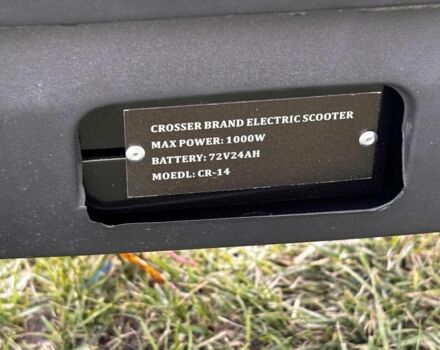 CROSSER BRAND ELECTRIC SCOOTER
MAX POWER: 1000W
BATTERY: 72V24AH
MOEDL: CR-14